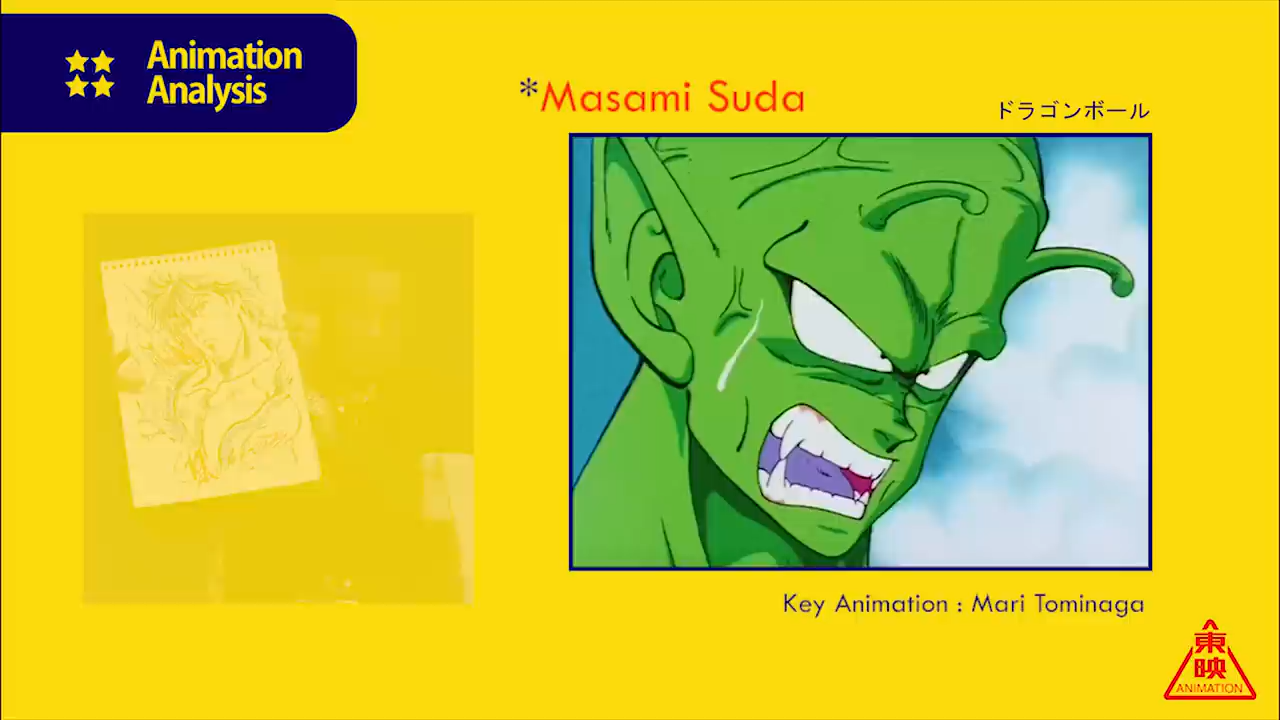 Animation
Analysis
*Masami Suda
ドラゴンボール
Key Animation : Mari Tominaga
東
映
ANIMATION